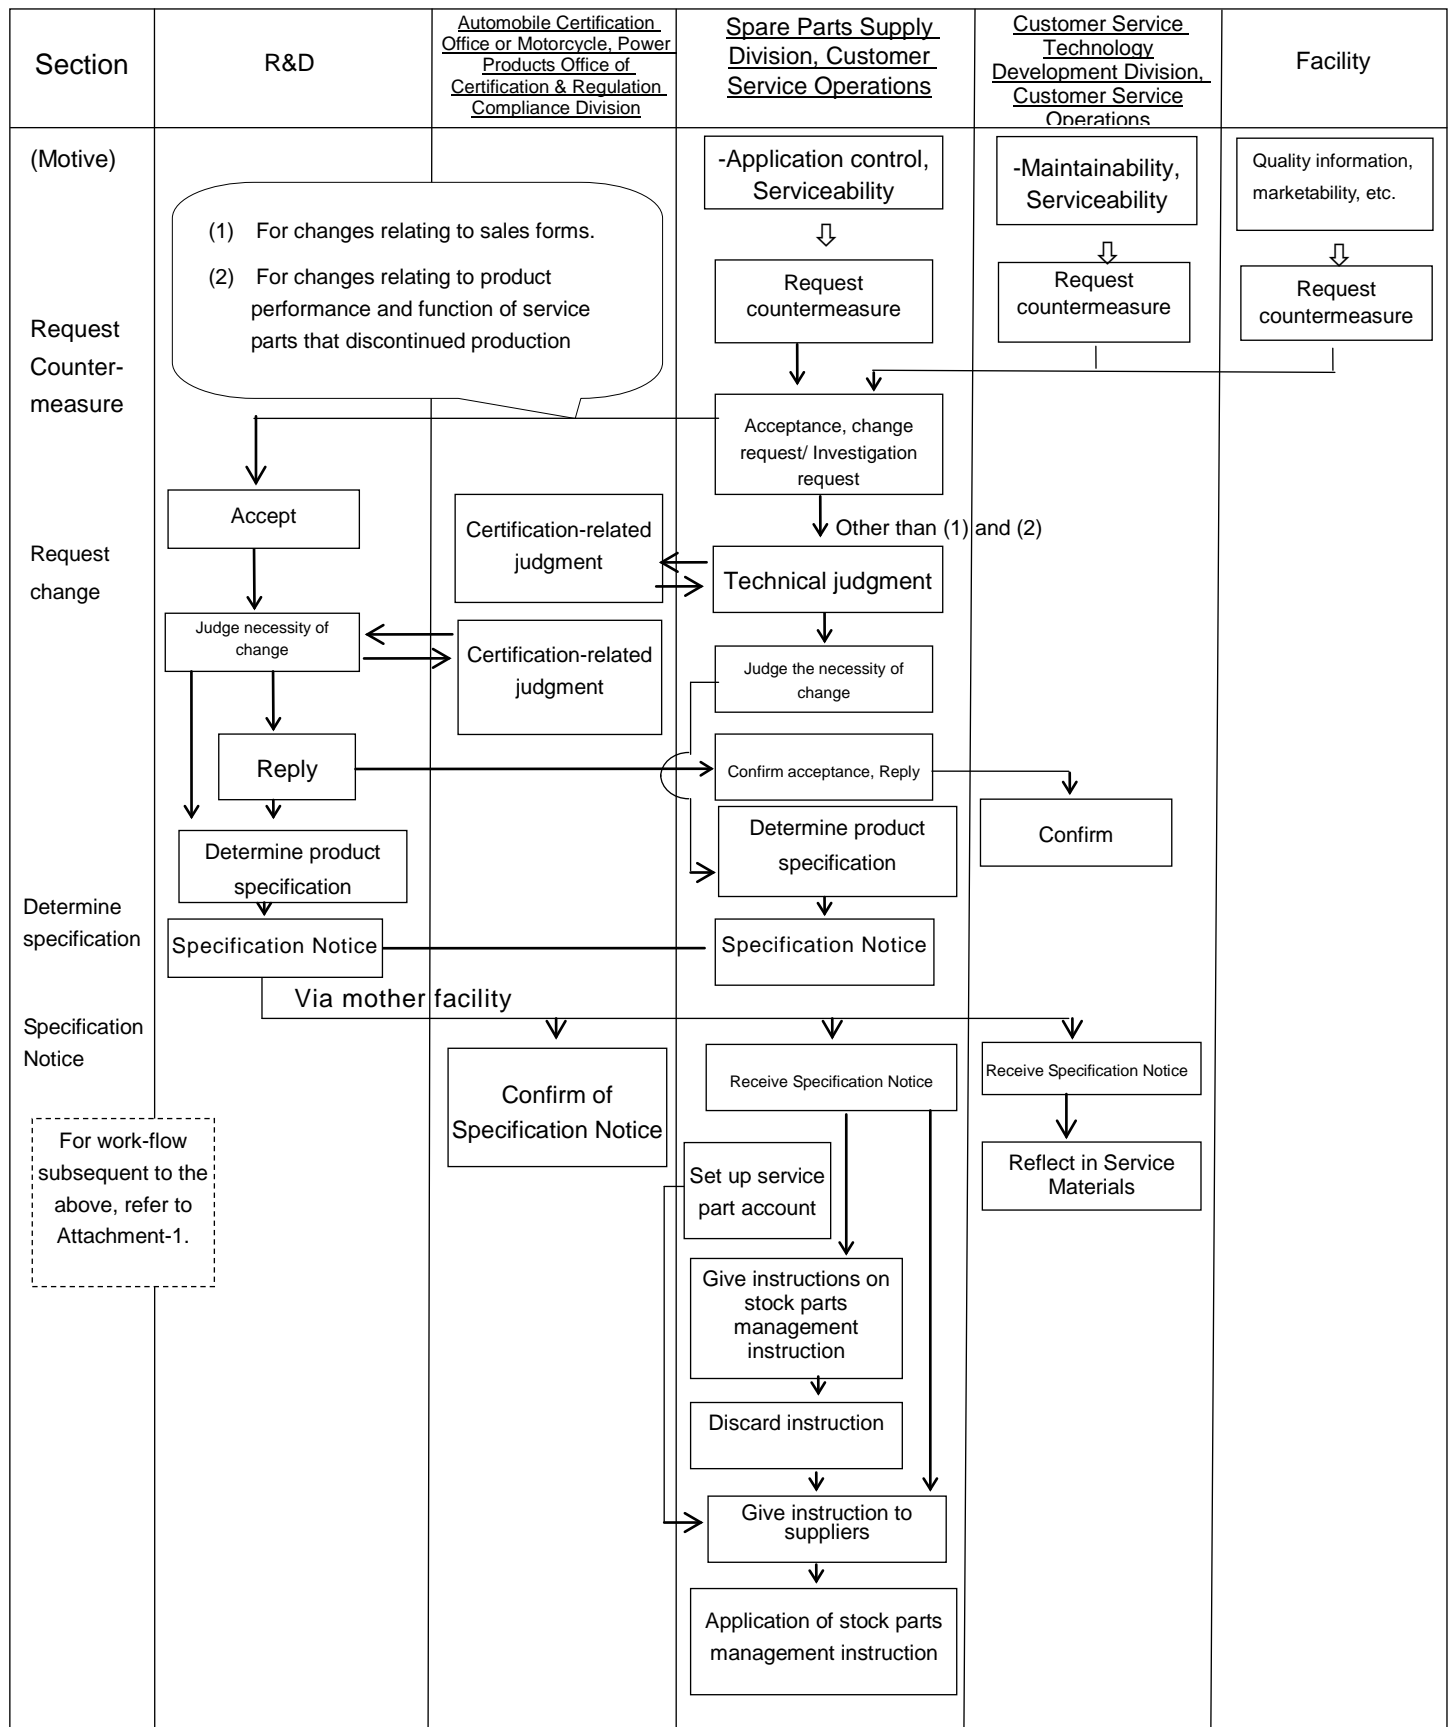 Section
R&D
Automobile Certification
Office or Motorcycle, Power
Products Office of
Certification & Regulation
Compliance Division
Spare Parts Supply
Division, Customer
Service Operations
Customer Service
Technology
Development Division,
Customer Service
Operations
Facility
(Motive)
-Application control,
Serviceability
-Maintainability,
Serviceability
Quality information,
marketability, etc.
(1) For changes relating to sales forms.
(2) For changes relating to product
performance and function of service
parts that discontinued production
Request
countermeasure
Request
countermeasure
Request
countermeasure
Request
Counter-
measure
Acceptance, change
request/ Investigation
request
Accept
Other than (1) and (2)
Certification-related
judgment
Technical judgment
Request
change
Judge necessity of
change
Certification-related
judgment
Judge the necessity of
change
Reply
Confirm acceptance, Reply
Confirm
Determine product
specification
Determine product
specification
Determine
specification
Specification Notice
Specification Notice
Via mother facility
Specification
Notice
Confirm of
Specification Notice
Receive Specification Notice
Receive Specification Notice
For work-flow
subsequent to the
above, refer to
Attachment-1.
Set up service
part account
Reflect in Service
Materials
Give instructions on
stock parts
management
instruction
Discard instruction
Give instruction to
suppliers
Application of stock parts
management instruction